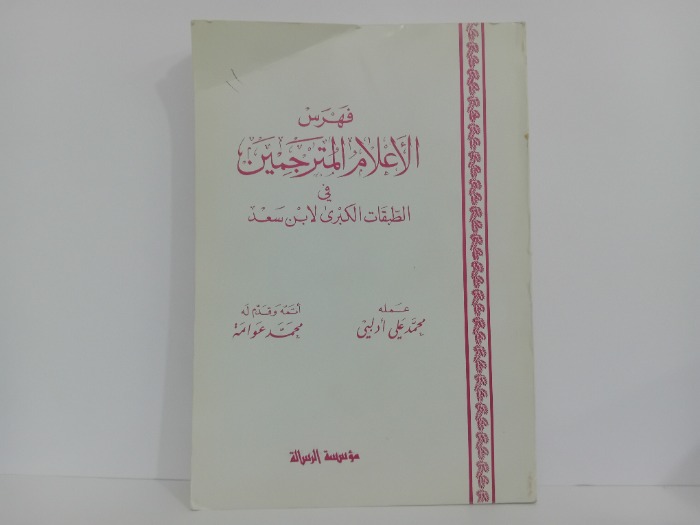 فهرس
الأعلام المترجمين
في
الطبقات الكبرى لابن سعد
عمله
محمد علي أدلبي
أتمه وقدم له
محمد عوامة
مؤسسة الرسالة